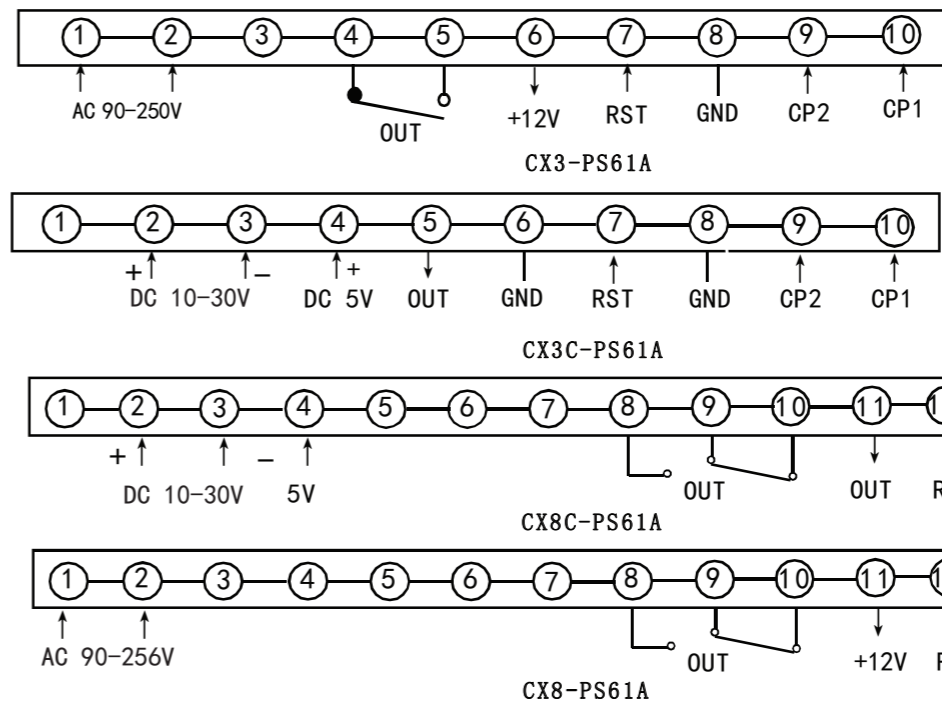 1 2 3 4 5 6 7 8 9 10
AC 90-250V OUT +12V RST GND CP2 CP1
CX3-PS61A
1 2 3 4 5 6 7 8 9 10
+ - +
DC 10-30V DC 5V OUT GND RST GND CP2 CP1
CX3C-PS61A
1 2 3 4 5 6 7 8 9 10 11
+ -
DC 10-30V 5V OUT OUT R
CX8C-PS61A
1 2 3 4 5 6 7 8 9 10 11
AC 90-256V OUT +12V
CX8-PS61A